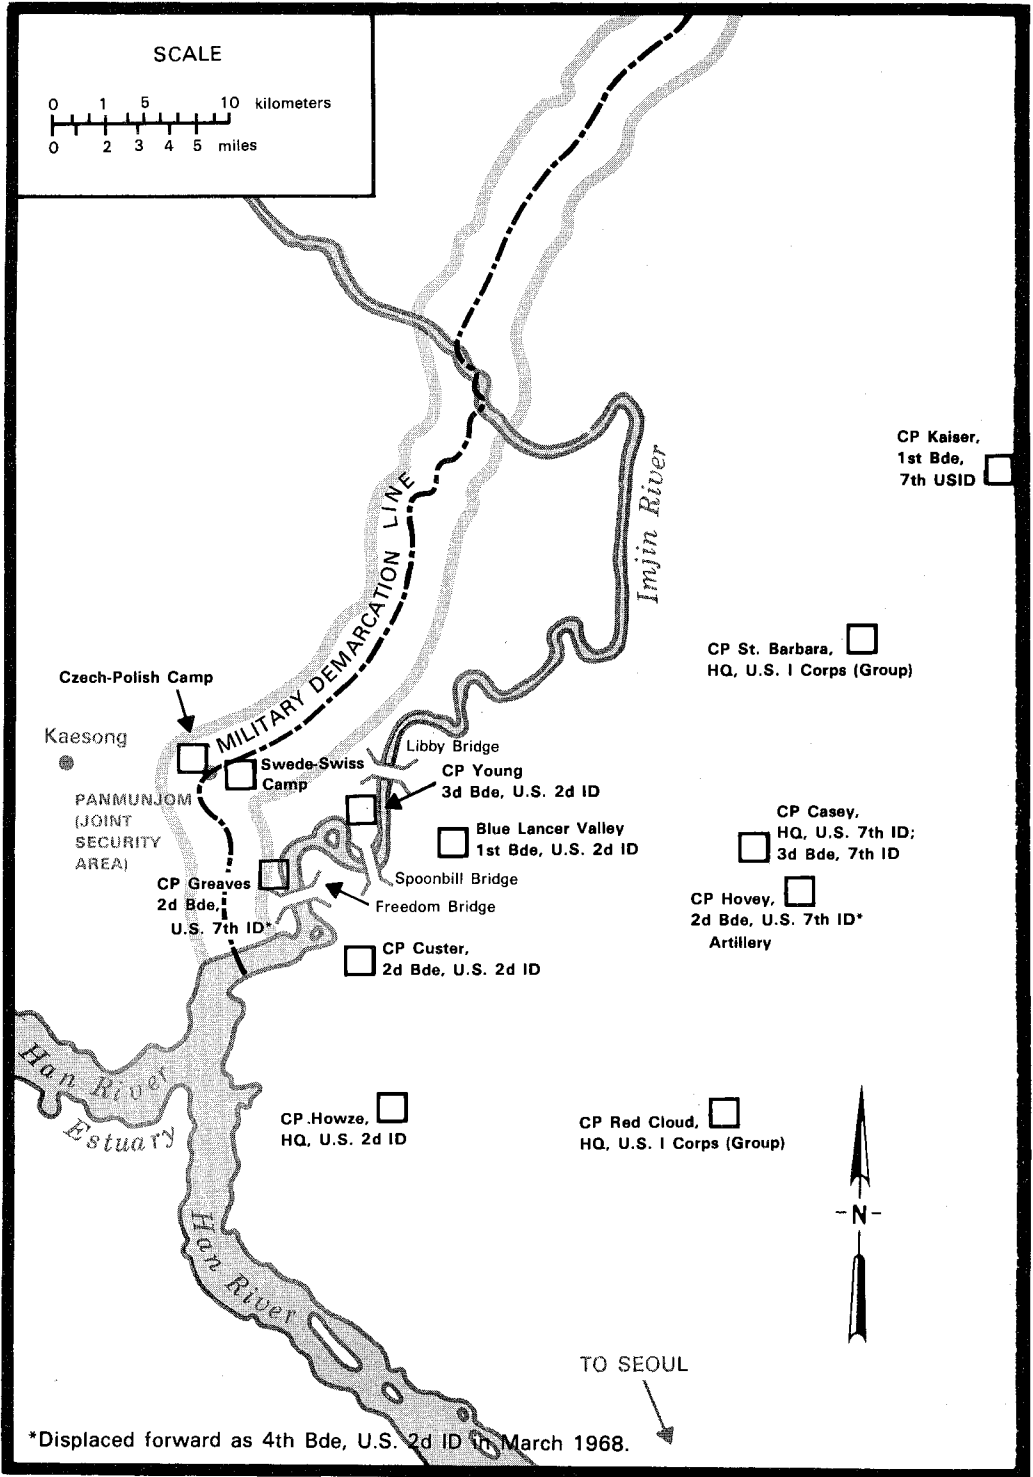 SCALE
0 1 5 10 kilometers
0 2 3 4 5 miles
CP Kaiser,
1st Bde,
7th USID
Imjin River
MILITARY DEMARCATION LINE
CP St. Barbara,
HQ, U.S. I Corps (Group)
Czech-Polish Camp
Kaesong
Libby Bridge
Swede-Swiss
Camp
CP Young
3d Bde, U.S. 2d ID
PANMUNJOM
(JOINT
SECURITY
AREA)
Blue Lancer Valley
1st Bde, U.S. 2d ID
CP Casey,
HQ, U.S. 7th ID;
3d Bde, 7th ID
Spoonbill Bridge
CP Greaves
2d Bde,
U.S. 7th ID*
Freedom Bridge
CP Hovey,
2d Bde, U.S. 7th ID*
Artillery
CP Custer,
2d Bde, U.S. 2d ID
Han River
Estuary
CP Howze,
HQ, U.S. 2d ID
CP Red Cloud,
HQ, U.S. I Corps (Group)
-N-
Han River
TO SEOUL
*Displaced forward as 4th Bde, U.S. 2d ID in March 1968.